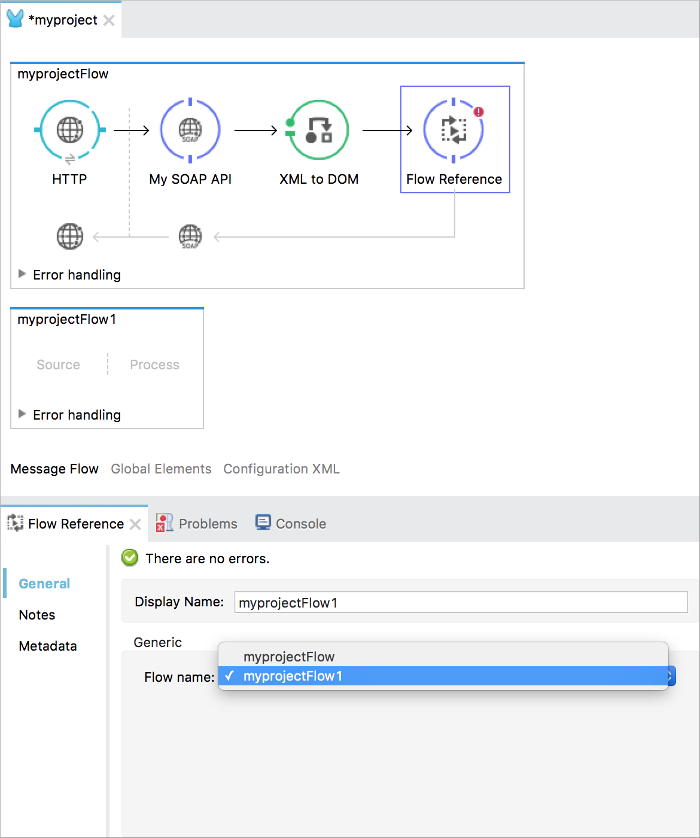 *myproject
myprojectFlow
HTTP
My SOAP API
XML to DOM
Flow Reference
SOAP
SOAP
Error handling
myprojectFlow1
Source
Process
Error handling
Message Flow Global Elements Configuration XML
Flow Reference Problems Console
There are no errors.
General
Notes
Metadata
Display Name: myprojectFlow1
Generic
myprojectFlow
Flow name: ✓ myprojectFlow1